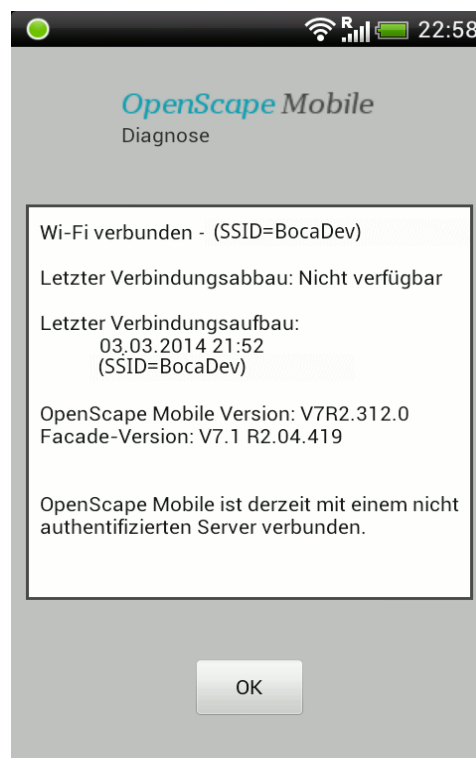 R 22:58
OpenScape Mobile
Diagnose
Wi-Fi verbunden - (SSID=BocaDev)
Letzter Verbindungsabbau: Nicht verfügbar
Letzter Verbindungsaufbau:
03.03.2014 21:52
(SSID=BocaDev)
OpenScape Mobile Version: V7R2.312.0
Facade-Version: V7.1 R2.04.419
OpenScape Mobile ist derzeit mit einem nicht
authentifizierten Server verbunden.
OK